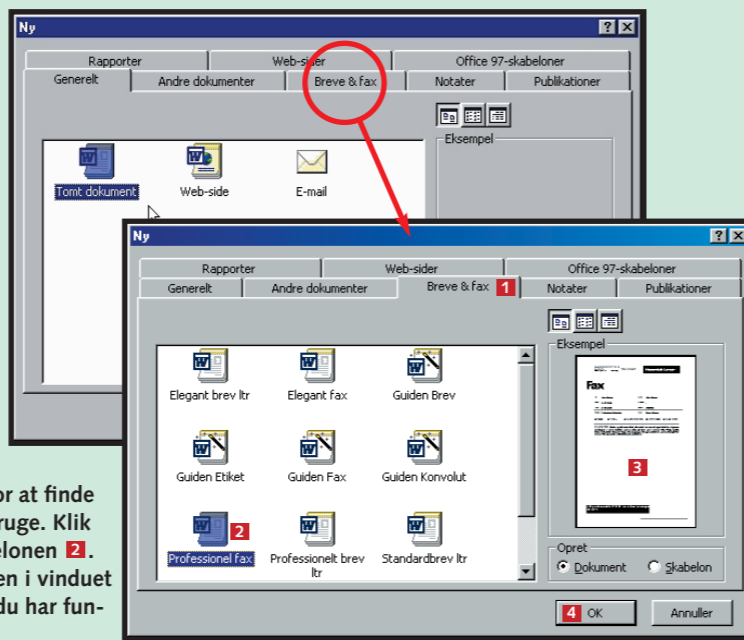 Ny
Rapporter Web-sider Office 97-skabeloner
Generelt Andre dokumenter Breve & fax Notater Publikationer
Eksempel
Tomt dokument Web-side E-mail
Ny
Rapporter Web-sider Office 97-skabeloner
Generelt Andre dokumenter Breve & fax 1 Notater Publikationer
Eksempel
Elegant brev ltr Elegant fax Guiden Brev
Fax
Guiden Etiket Guiden Fax Guiden Konvolut
3
2
Professionel fax Professionelt brev ltr Standardbrev ltr
Opret
Dokument Skabelon
4 OK Annuller
or at finde
ruge. Klik
elonen 2.
en i vinduet
du har fun-